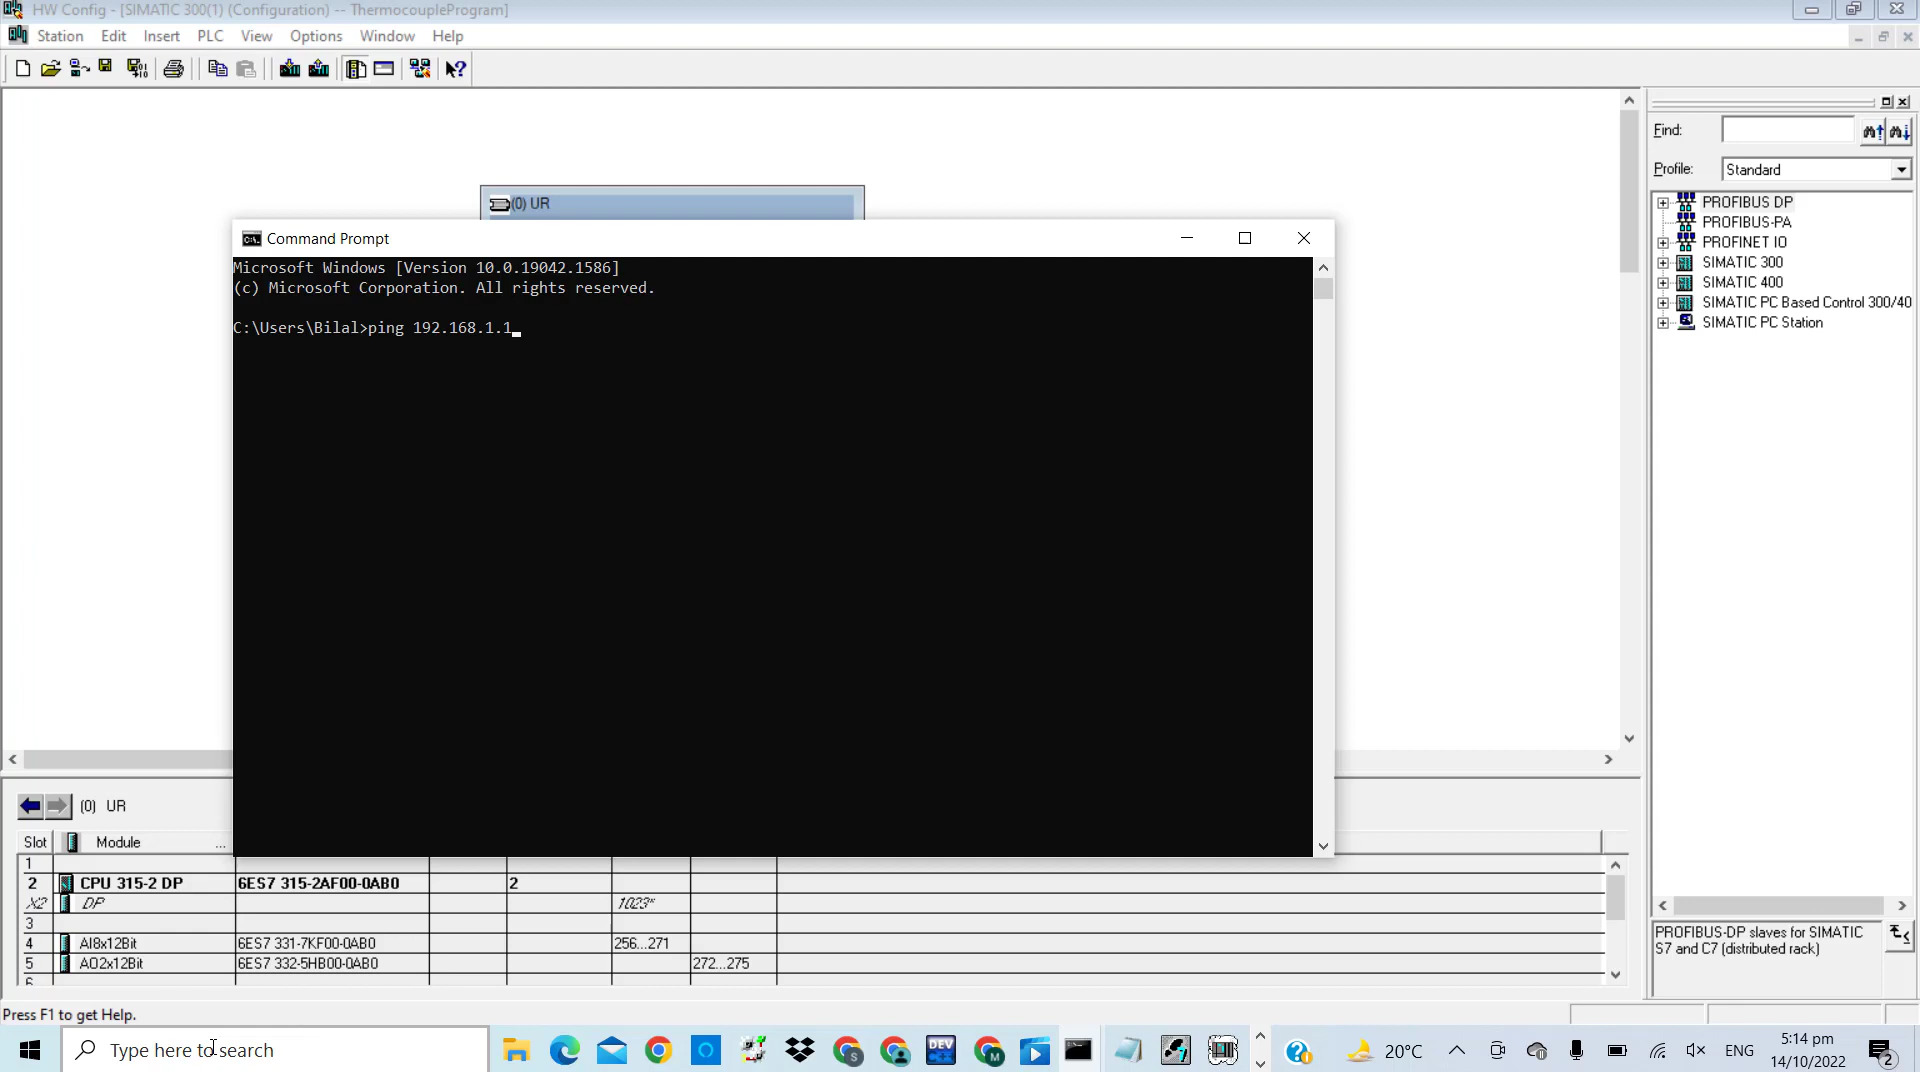 HW Config - [SIMATIC 300(1) (Configuration) -- ThermocoupleProgram]
Station Edit Insert PLC View Options Window Help
Find:
Profile: Standard
(0) UR
PROFIBUS DP
PROFIBUS-PA
PROFINET IO
SIMATIC 300
SIMATIC 400
SIMATIC PC Based Control 300/40
SIMATIC PC Station
Command Prompt
Microsoft Windows [Version 10.0.19042.1586]
(c) Microsoft Corporation. All rights reserved.
C:\Users\Bilal>ping 192.168.1.1
(0) UR
Slot Module ...
1
2 CPU 315-2 DP 6ES7 315-2AF00-0AB0 2
X2 DP 1023*
3
4 AI8x12Bit 6ES7 331-7KF00-0AB0 256...271
5 AO2x12Bit 6ES7 332-5HB00-0AB0 272...275
6
PROFIBUS-DP slaves for SIMATIC
S7 and C7 (distributed rack)
Press F1 to get Help.
Type here to search
20°C
ENG
5:14 pm
14/10/2022
2